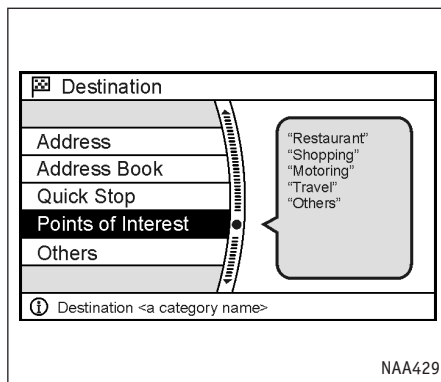 Destination
Address
Address Book
Quick Stop
Points of Interest
Others
“Restaurant”
“Shopping”
“Motoring”
“Travel”
“Others”
Destination <a category name>
NAA429